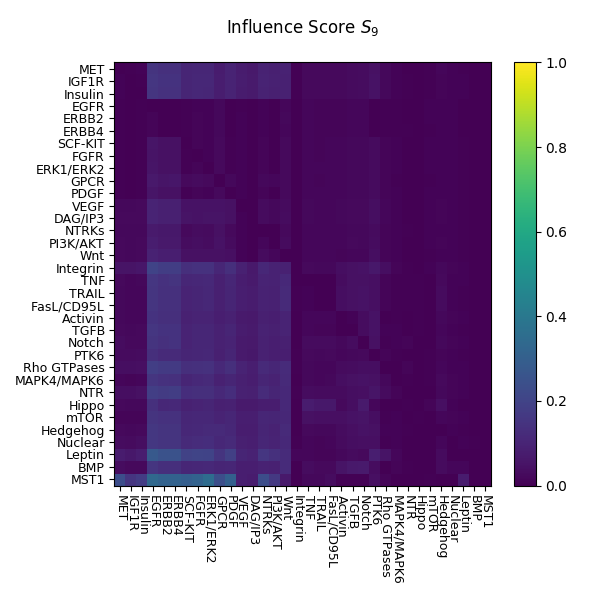 Influence Score S9
MET
IGF1R
Insulin
EGFR
ERBB2
ERBB4
SCF-KIT
FGFR
ERK1/ERK2
GPCR
PDGF
VEGF
DAG/IP3
NTRKs
PI3K/AKT
Wnt
Integrin
TNF
TRAIL
FasL/CD95L
Activin
TGFB
Notch
PTK6
Rho GTPases
MAPK4/MAPK6
NTR
Hippo
mTOR
Hedgehog
Nuclear
Leptin
BMP
MST1
MET
IGF1R
Insulin
EGFR
ERBB2
ERBB4
SCF-KIT
FGFR
ERK1/ERK2
GPCR
PDGF
VEGF
DAG/IP3
NTRKs
PI3K/AKT
Wnt
Integrin
TNF
TRAIL
FasL/CD95L
Activin
TGFB
Notch
PTK6
Rho GTPases
MAPK4/MAPK6
NTR
Hippo
mTOR
Hedgehog
Nuclear
Leptin
BMP
MST1
1.0
0.8
0.6
0.4
0.2
0.0